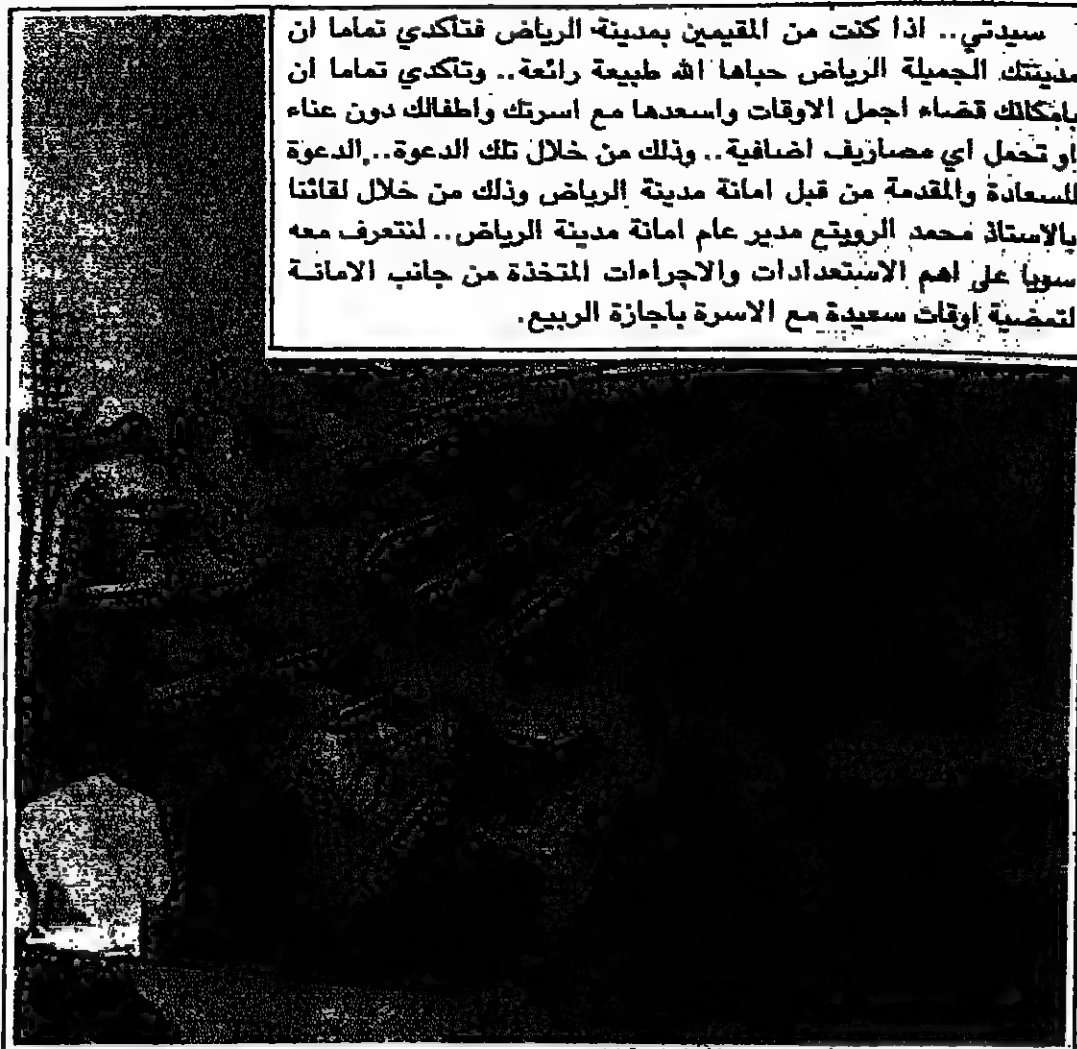 سيدتي.. اذا كنت من المقيمين بمدينة الرياض فتاكدي تماما ان
مدينتك الجميلة الرياض حباها الله طبيعة رائعة.. وتاكدي تماما ان
بامكانك قضاء اجمل الاوقات واسعدها مع اسرتك واطفالك دون عناء
او تحمل اي مصاريف اضافية.. وذلك من خلال تلك الدعوة.. الدعوة
للسعادة والمقدمة من قبل امانة مدينة الرياض وذلك من خلال لقائنا
بالاستاذ محمد الرويتع مدير عام امانة مدينة الرياض.. لنتعرف معه
سويا على اهم الاستعدادات والاجراءات المتخذة من جانب الامانة
لتمضية اوقات سعيدة مع الاسرة باجازة الربيع.